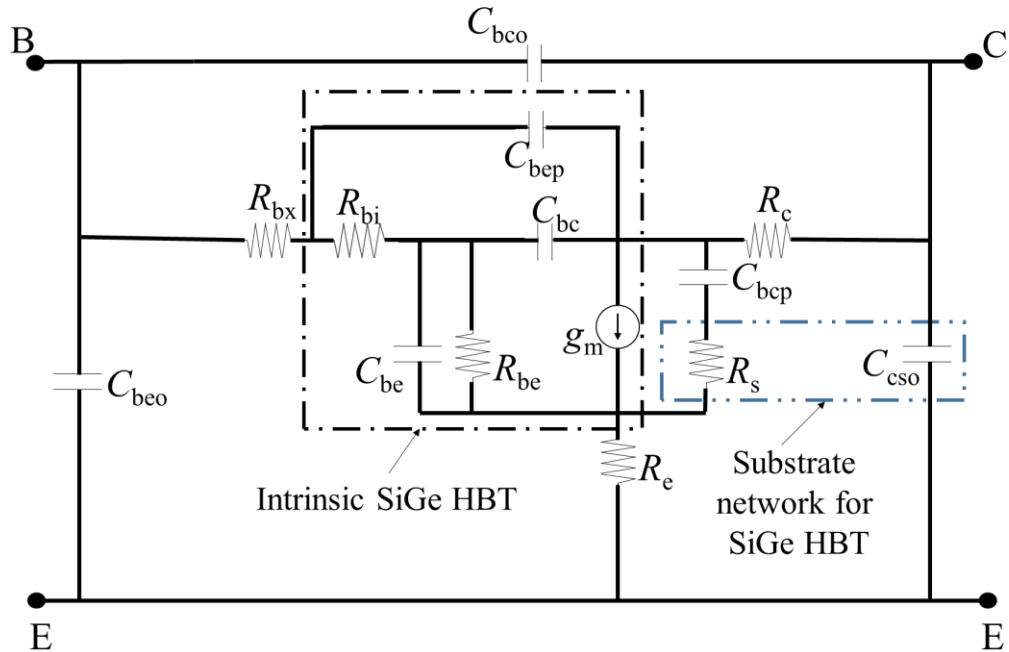 C_bco
B
C
C_bep
R_bx
R_bi
C_bc
R_c
C_bcp
g_m
C_be
R_be
R_s
C_cso
C_beo
R_e
Intrinsic SiGe HBT
Substrate
network for
SiGe HBT
E
E